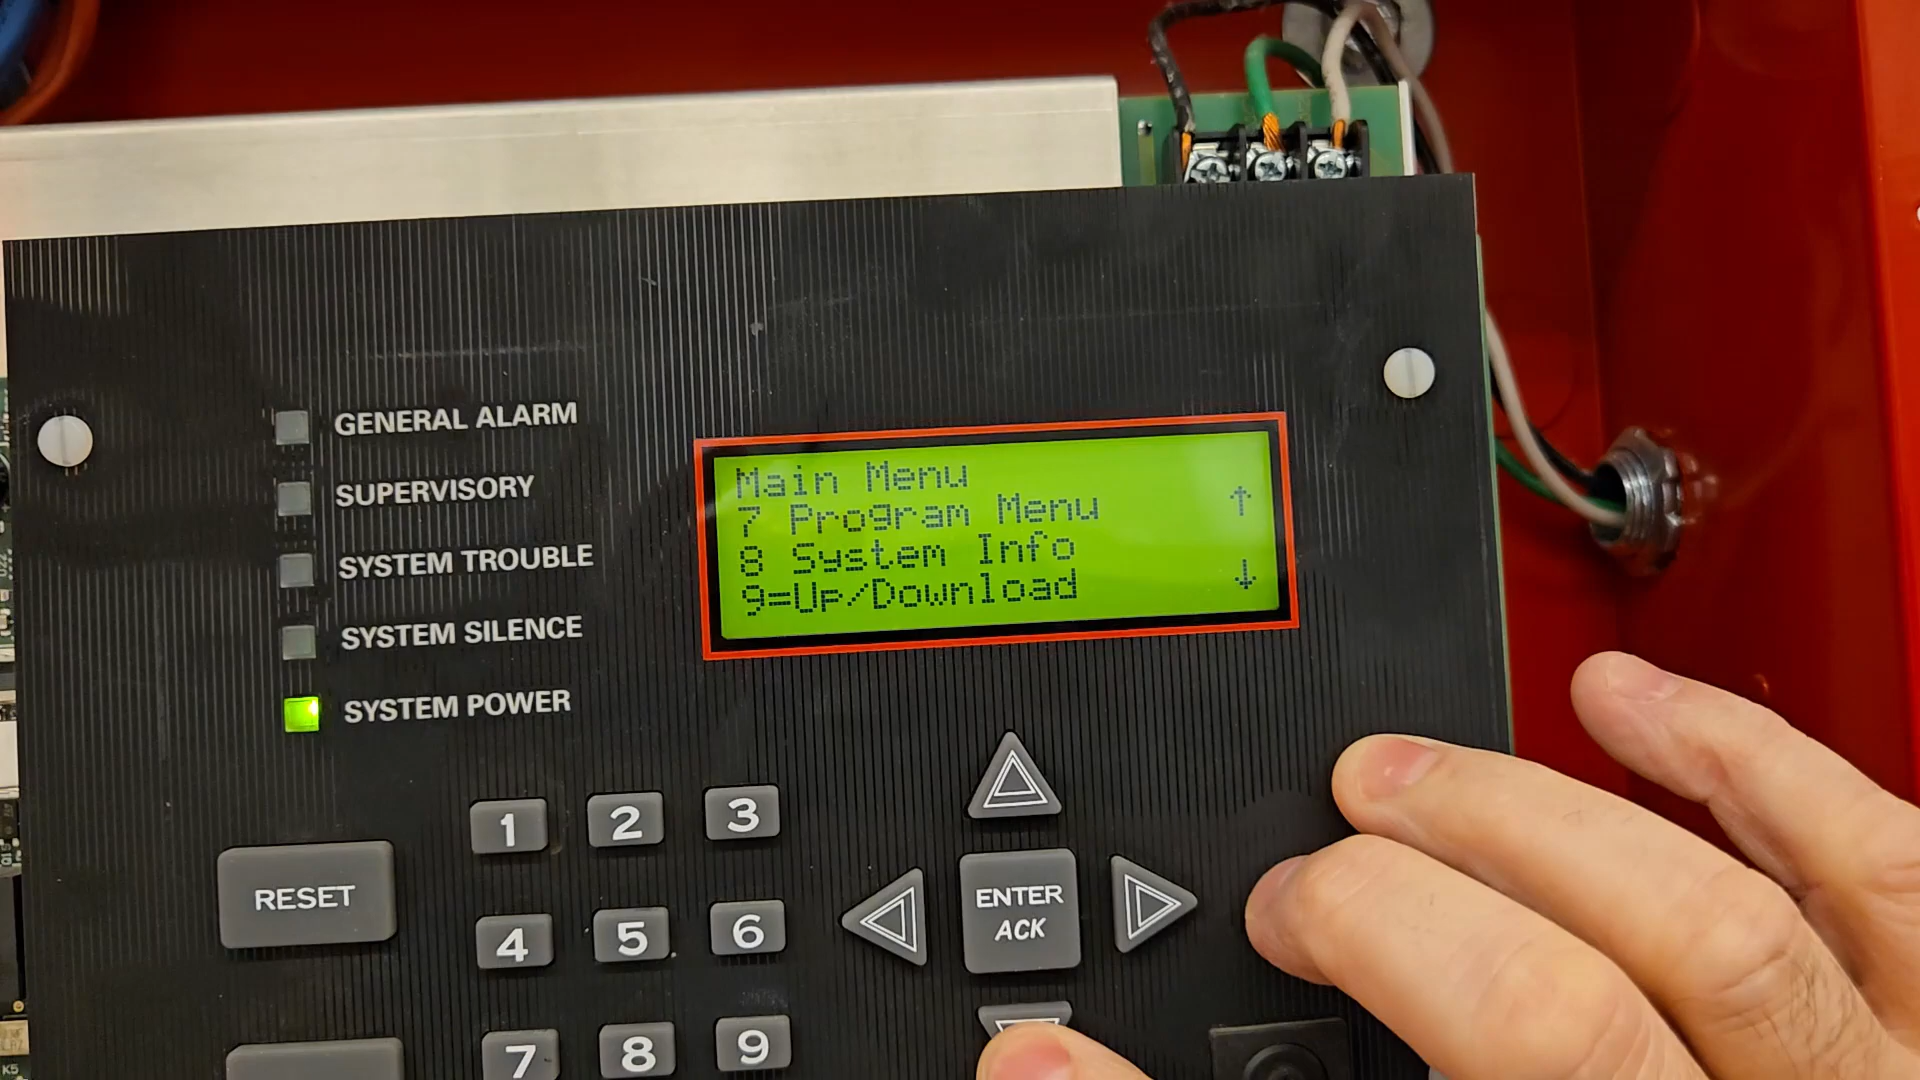 GENERAL ALARM
SUPERVISORY
SYSTEM TROUBLE
SYSTEM SILENCE
SYSTEM POWER
Main Menu
7 Program Menu ↑
8 System Info
9=Up/Download ↓
1 2 3
RESET
4 5 6
ENTER
ACK
7 8 9
K5